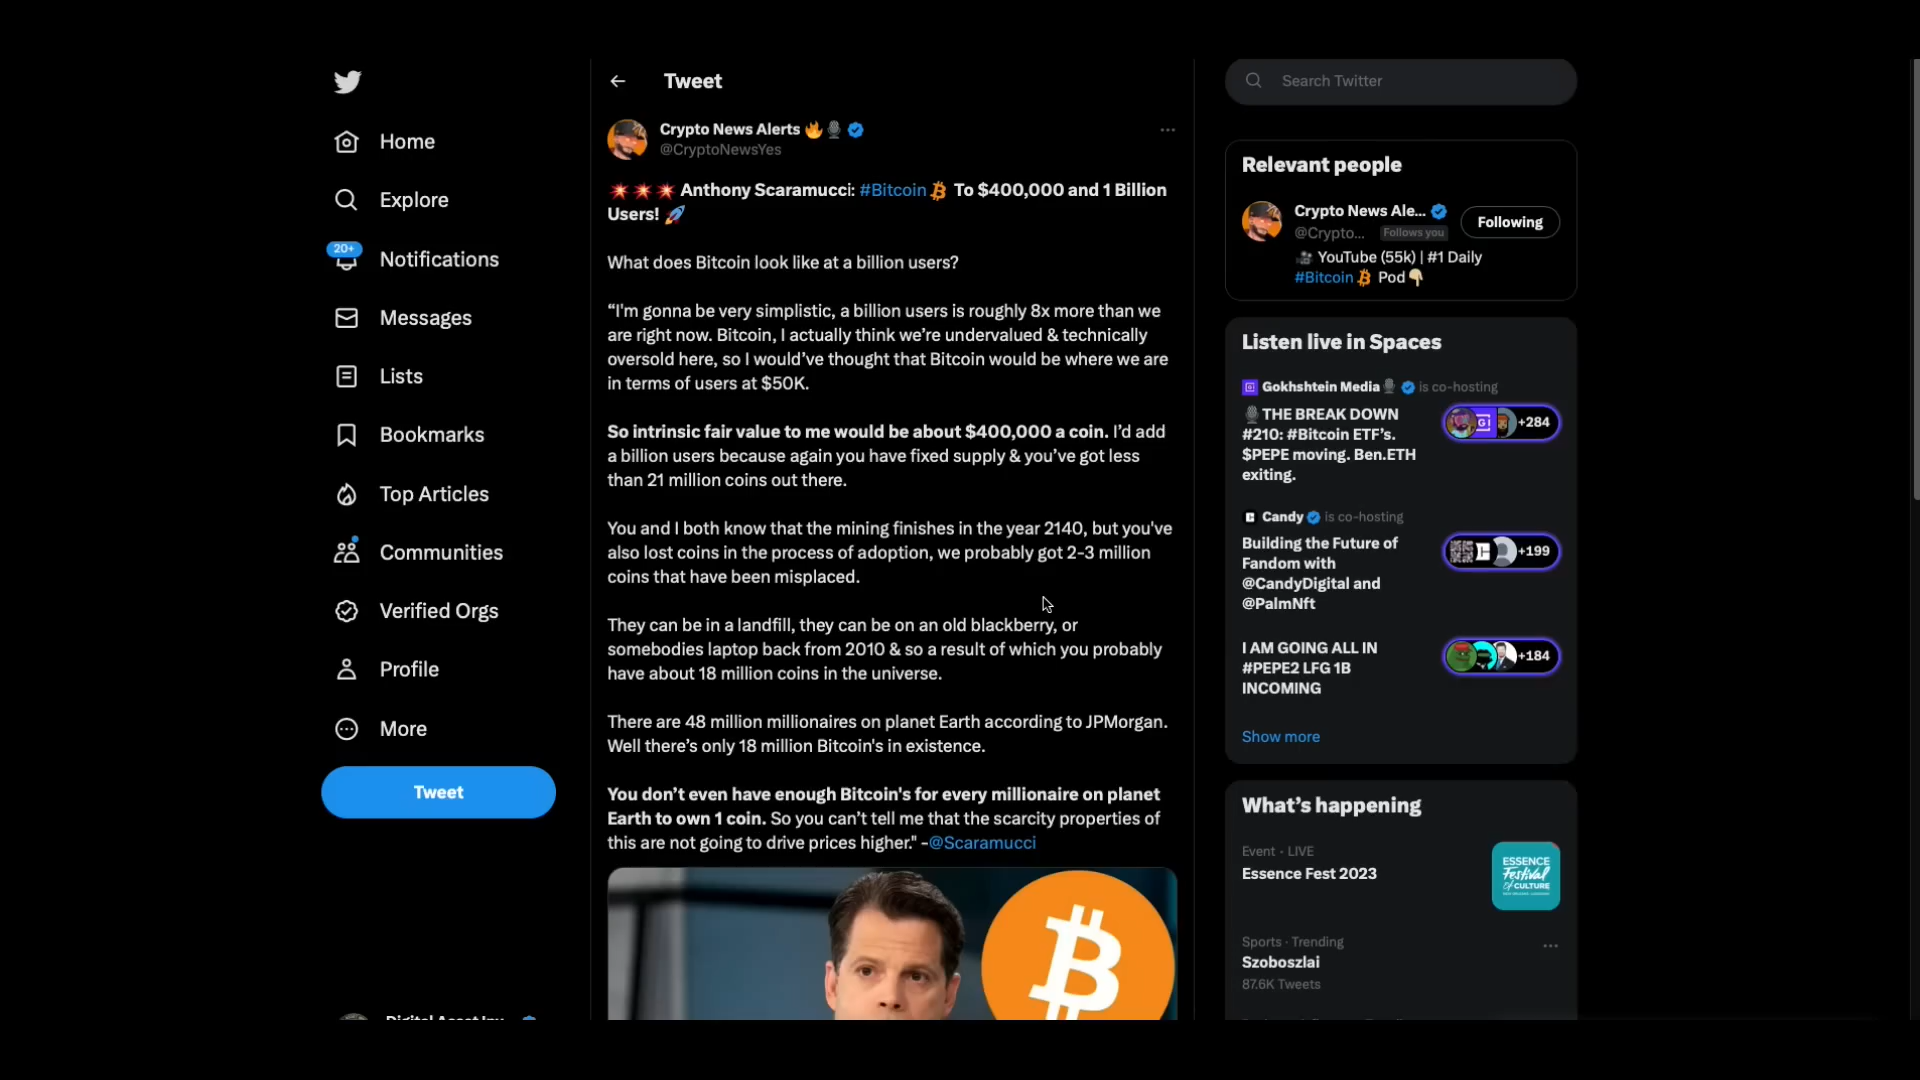 Home
Explore
20+
Notifications
Messages
Lists
Bookmarks
Top Articles
Communities
Verified Orgs
Profile
More
Tweet
Tweet
Crypto News Alerts
@CryptoNewsYes
Anthony Scaramucci: #Bitcoin To $400,000 and 1 Billion
Users!
What does Bitcoin look like at a billion users?
“I'm gonna be very simplistic, a billion users is roughly 8x more than we
are right now. Bitcoin, I actually think we’re undervalued & technically
oversold here, so I would’ve thought that Bitcoin would be where we are
in terms of users at $50K.
So intrinsic fair value to me would be about $400,000 a coin. I’d add
a billion users because again you have fixed supply & you’ve got less
than 21 million coins out there.
You and I both know that the mining finishes in the year 2140, but you've
also lost coins in the process of adoption, we probably got 2-3 million
coins that have been misplaced.
They can be in a landfill, they can be on an old blackberry, or
somebodies laptop back from 2010 & so a result of which you probably
have about 18 million coins in the universe.
There are 48 million millionaires on planet Earth according to JPMorgan.
Well there’s only 18 million Bitcoin's in existence.
You don’t even have enough Bitcoin's for every millionaire on planet
Earth to own 1 coin. So you can’t tell me that the scarcity properties of
this are not going to drive prices higher." -@Scaramucci
Search Twitter
Relevant people
Crypto News Ale...
Following
@Crypto... Follows you
YouTube (55k) | #1 Daily
#Bitcoin Pod
Listen live in Spaces
Gokhshtein Media is co-hosting
THE BREAK DOWN
#210: #Bitcoin ETF’s.
$PEPE moving. Ben.ETH
exiting.
+284
Candy is co-hosting
Building the Future of
Fandom with
@CandyDigital and
@PalmNft
+199
I AM GOING ALL IN
#PEPE2 LFG 1B
INCOMING
+184
Show more
What’s happening
Event · LIVE
Essence Fest 2023
ESSENCE
Festival
OF CULTURE
Sports · Trending
Szoboszlai
87.6K Tweets